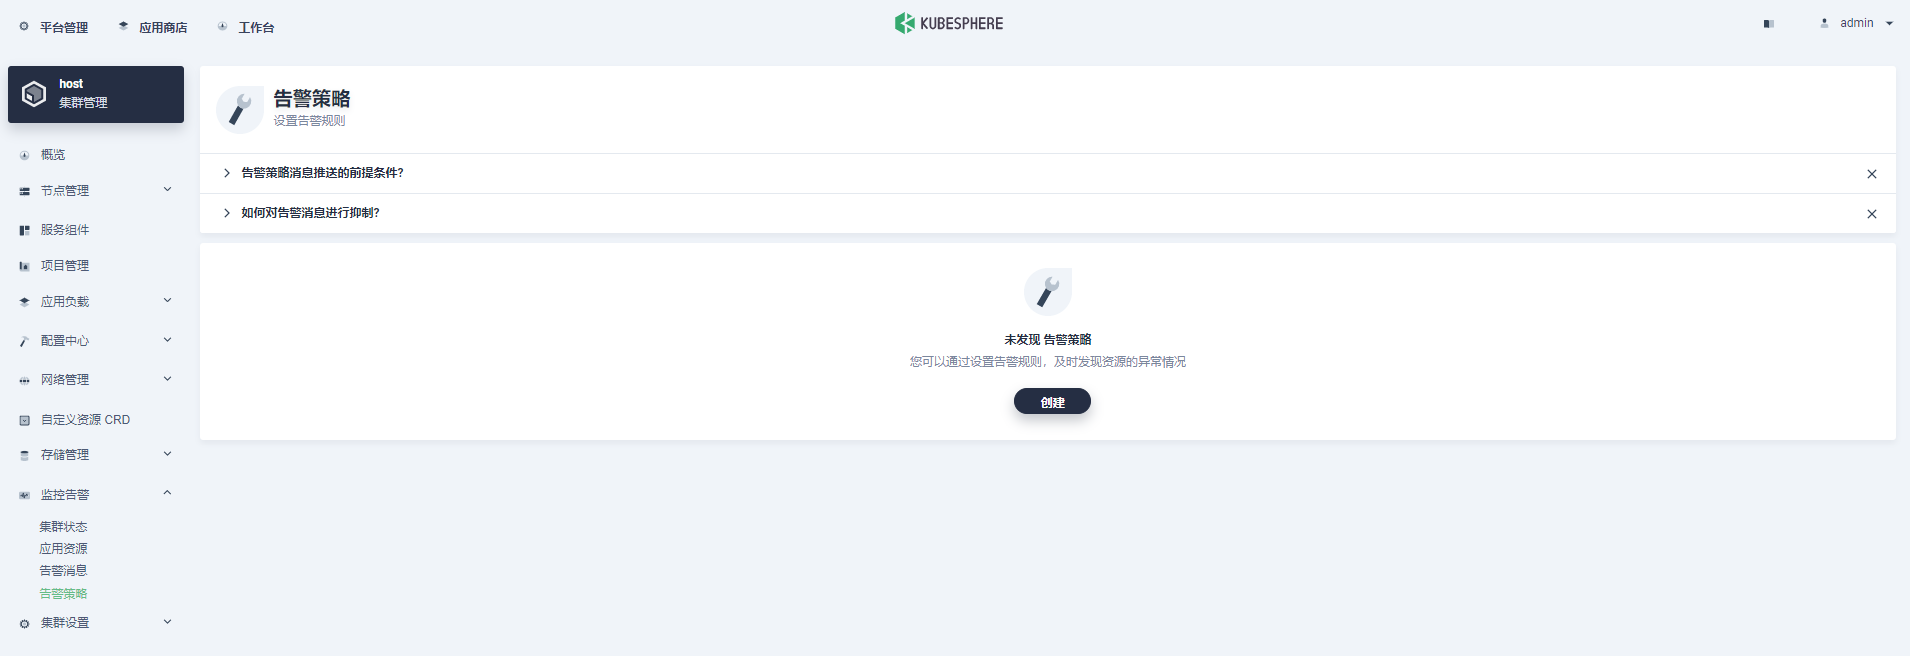 平台管理
应用商店
工作台
KUBESPHERE
admin
host
集群管理
概览
节点管理
服务组件
项目管理
应用负载
配置中心
网络管理
自定义资源 CRD
存储管理
监控告警
集群状态
应用资源
告警消息
告警策略
集群设置
告警策略
设置告警规则
告警策略消息推送的前提条件?
如何对告警消息进行抑制?
未发现 告警策略
您可以通过设置告警规则，及时发现资源的异常情况
创建